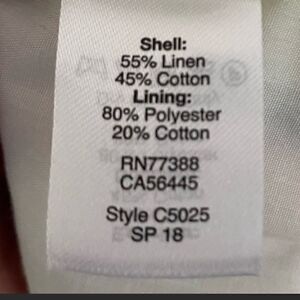 Shell:
55% Linen
45% Cotton
Lining:
80% Polyester
20% Cotton
RN77388
CA56445
Style C5025
SP 18